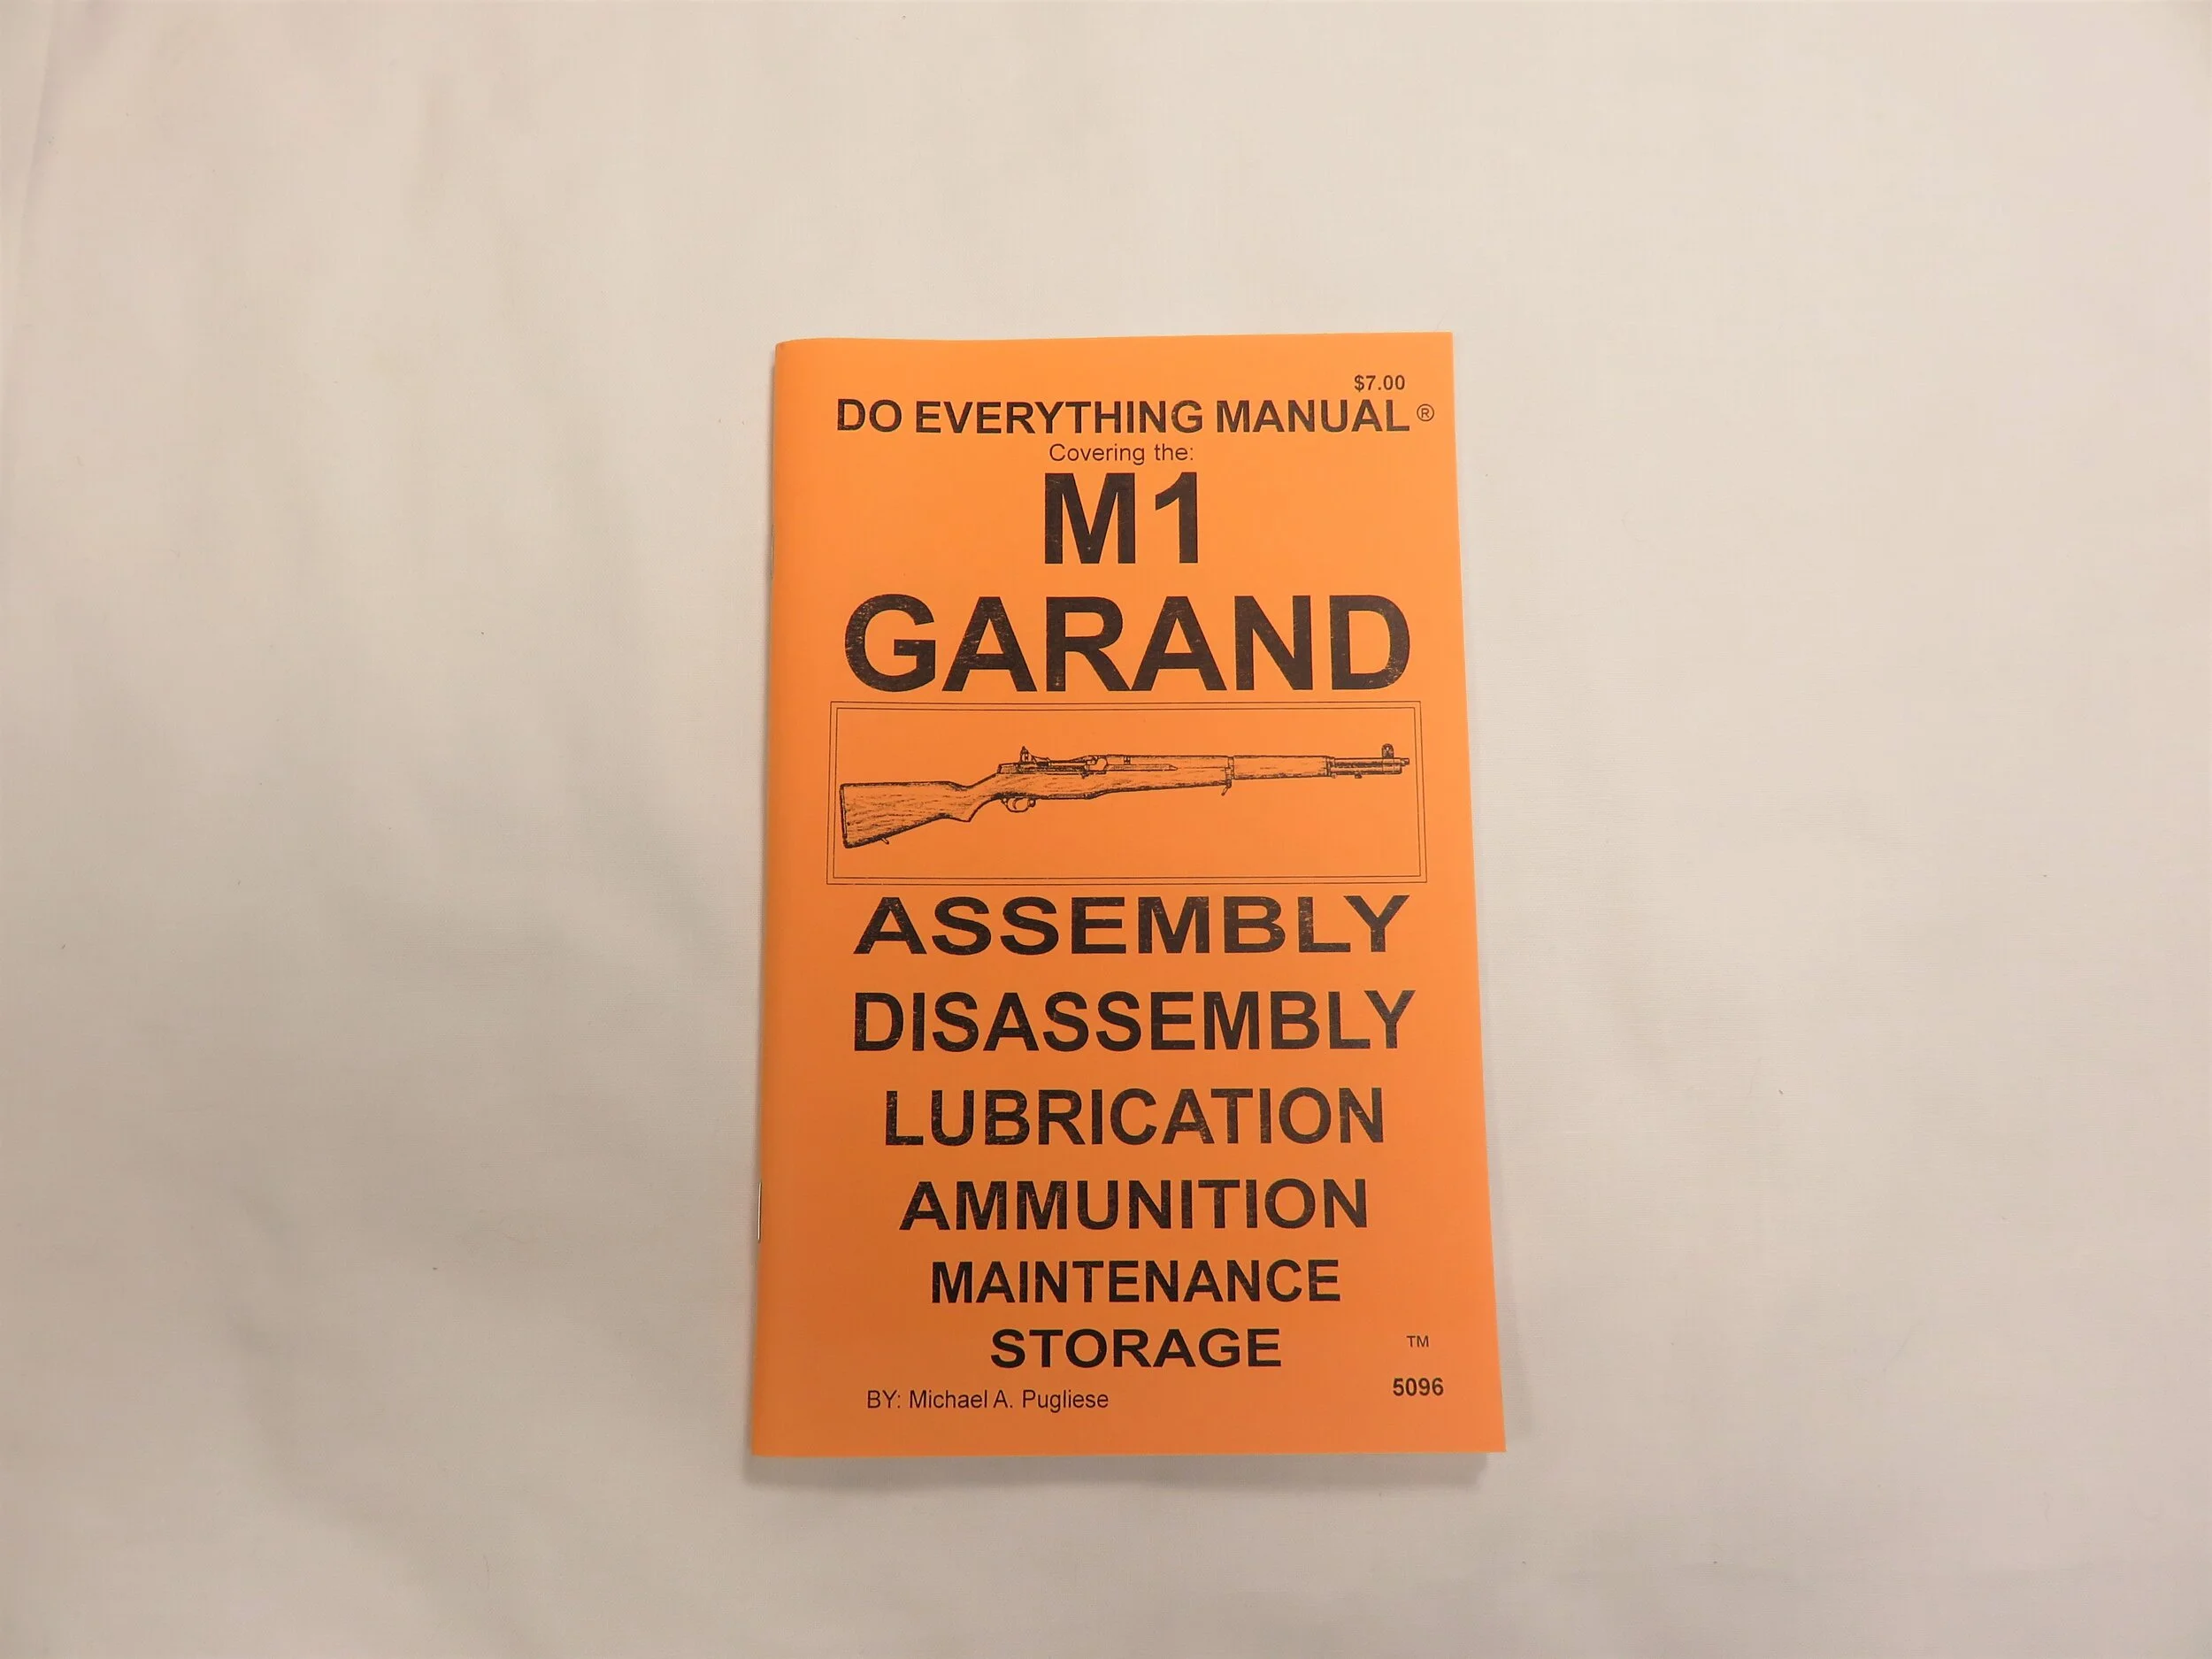 $7.00
DO EVERYTHING MANUAL®
Covering the:
M1
GARAND
ASSEMBLY
DISASSEMBLY
LUBRICATION
AMMUNITION
MAINTENANCE
STORAGE
TM
BY: Michael A. Pugliese
5096